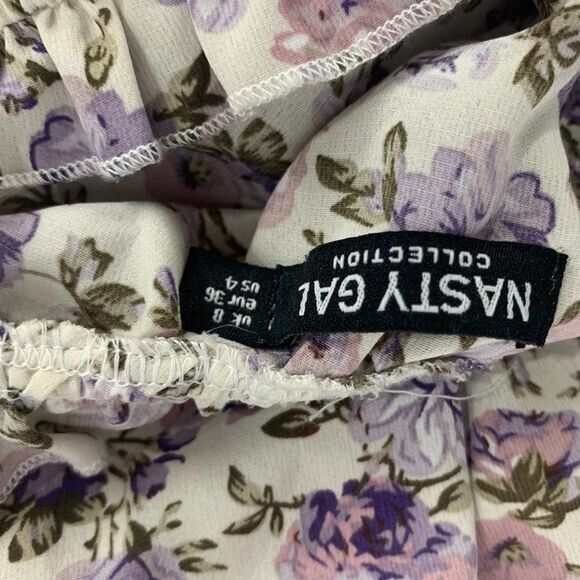 NASTY GAL
COLLECTION
uk 8
eur 36
us 4